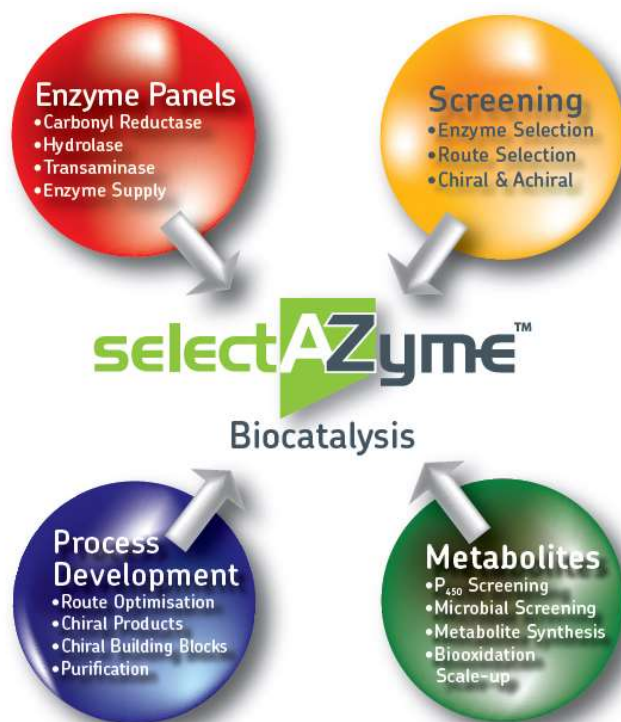 Enzyme Panels
•Carbonyl Reductase
•Hydrolase
•Transaminase
•Enzyme Supply
Screening
•Enzyme Selection
•Route Selection
•Chiral & Achiral
selectAZyme™
Biocatalysis
Process
Development
•Route Optimisation
•Chiral Products
•Chiral Building Blocks
•Purification
Metabolites
•P₄₅₀ Screening
•Microbial Screening
•Metabolite Synthesis
•Biooxidation
Scale-up